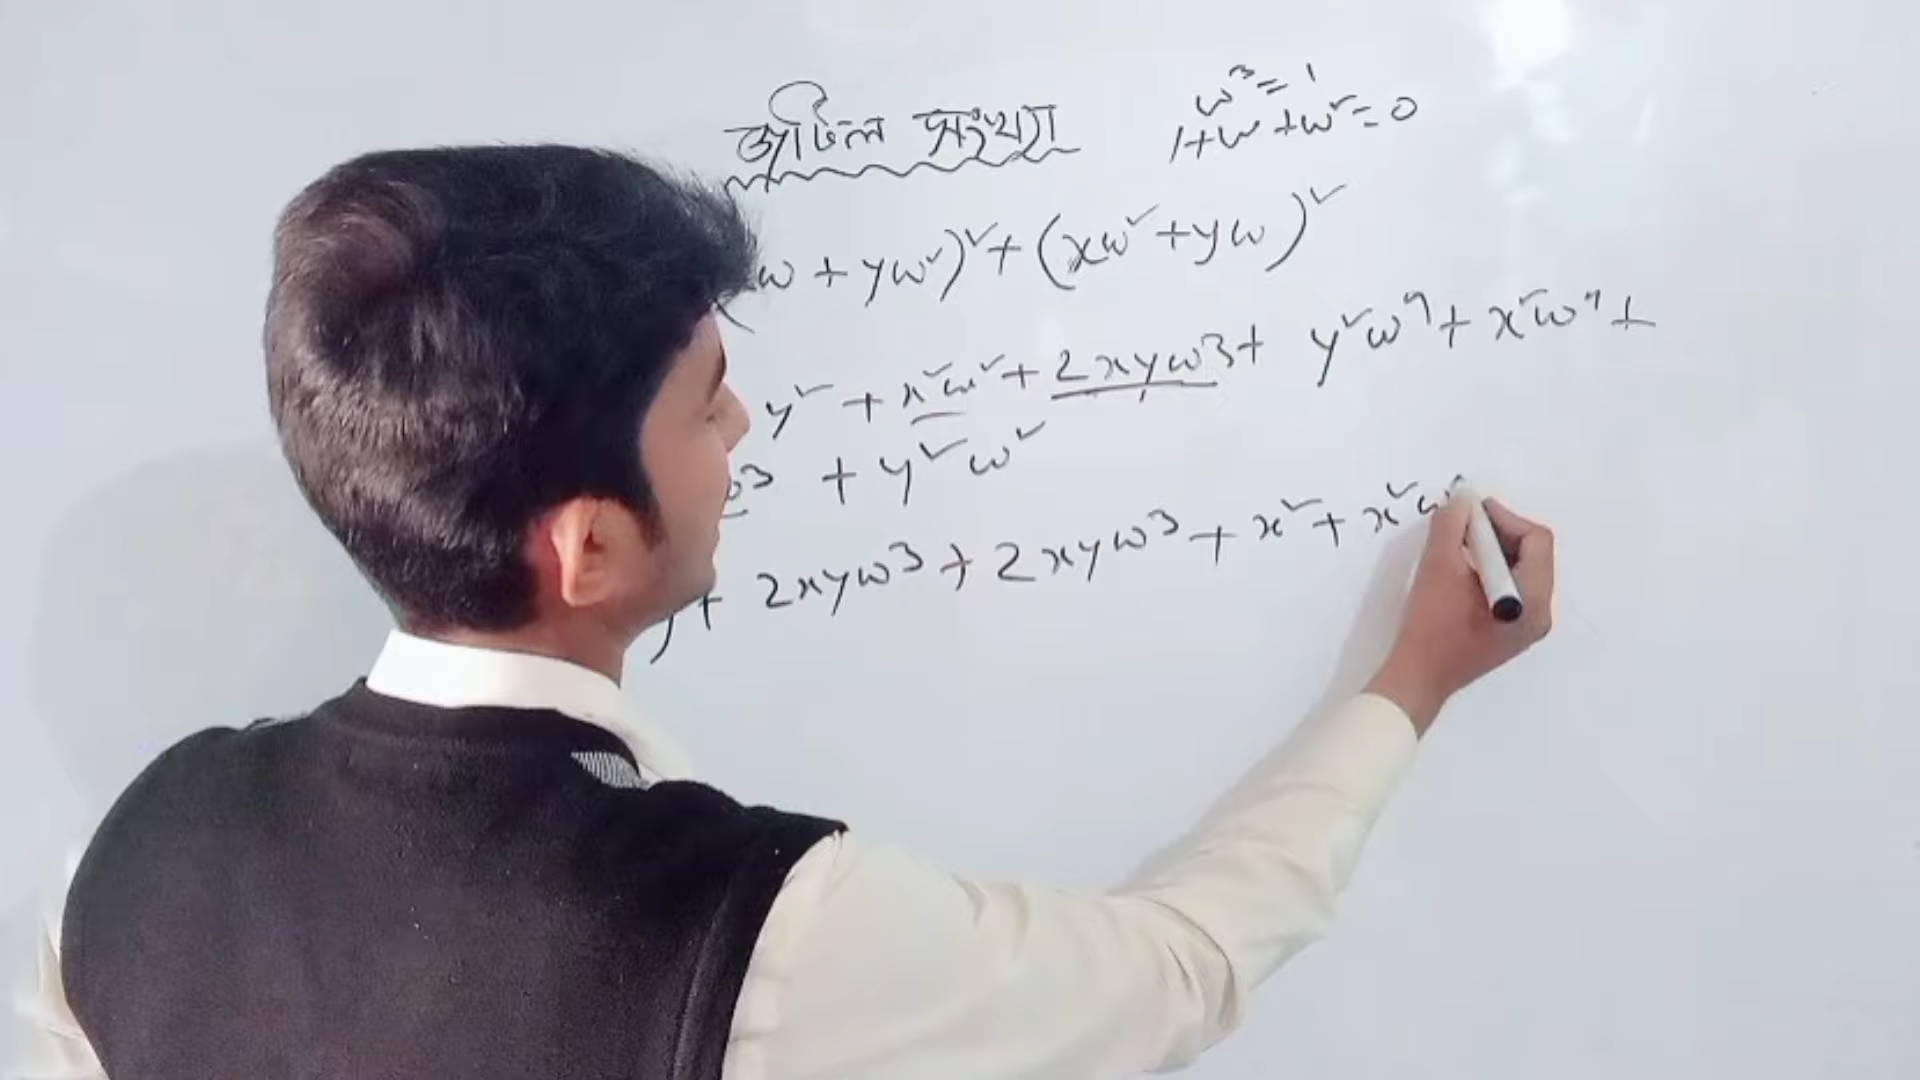 জটিল সংখ্যা
ω³ = 1
1+ω+ω² = 0
ω + yω²)² + (xω² + yω)²
y² + x²ω² + 2xyω3 + y²ω⁴ + x²ω⁴ +
ω³ + y²ω²
) + 2xyω³ + 2xyω³ + x² + x²ω